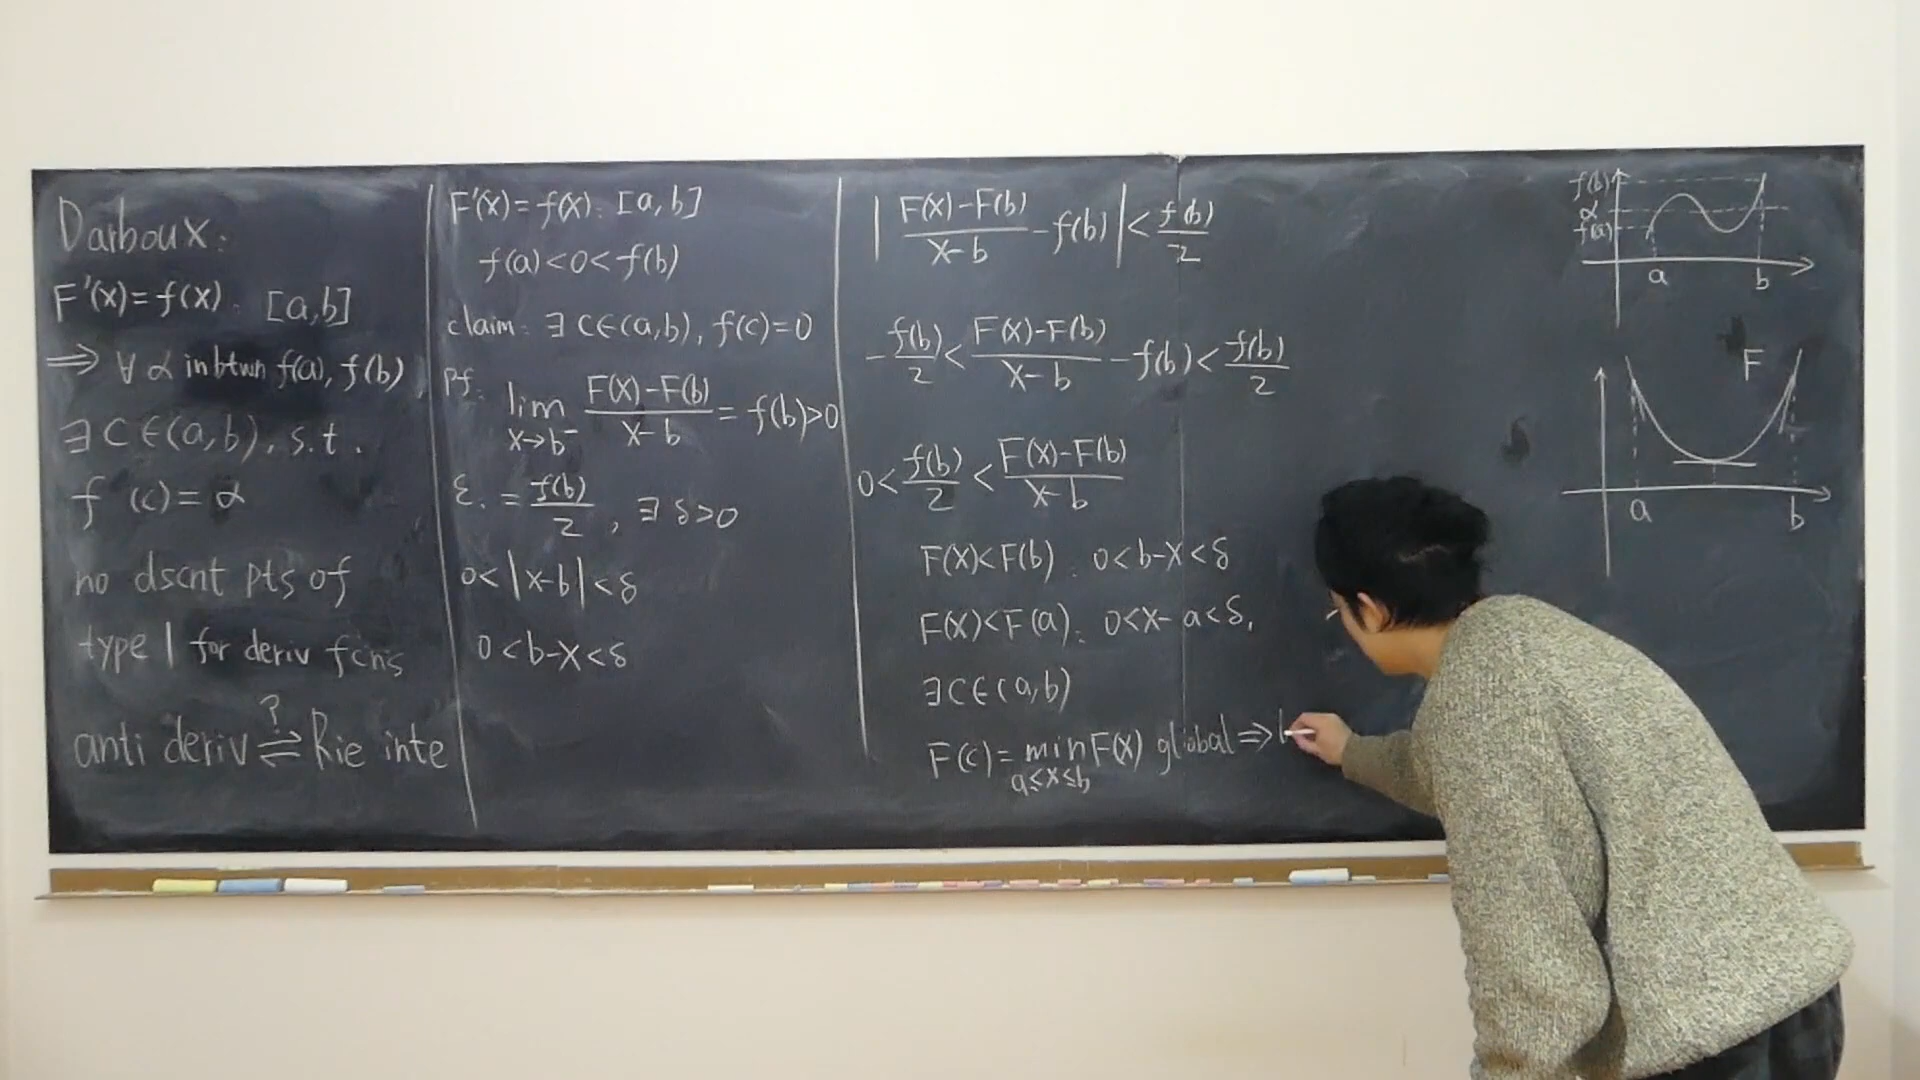 Darboux:
F'(x)=f(x). [a,b]
⟹ ∀ α inbtwn f(a), f(b),
∃ C∈(a,b), s.t.
f (c)=α
no dscnt pts of
type 1 for deriv fcns
anti deriv ⇌? Rie inte
F'(x)=f(x). [a,b]
f(a)<0<f(b)
claim: ∃ C∈(a,b), f(c)=0
Pf. lim x→b⁻ (F(x)-F(b))/(x-b) = f(b)>0
ε. = f(b)/2, ∃ δ>0
0<|x-b|<δ
0<b-x<δ
|(F(x)-F(b))/(x-b) - f(b)| < f(b)/2
-f(b)/2 < (F(x)-F(b))/(x-b) - f(b) < f(b)/2
0 < f(b)/2 < (F(x)-F(b))/(x-b)
F(x)<F(b). 0<b-x<δ
F(x)<F(a). 0<x-a<δ,
∃ C∈(a,b)
F(c)= min a≤x≤b F(x) global ⟹
f(b)
α
f(a)
a b
F
a b